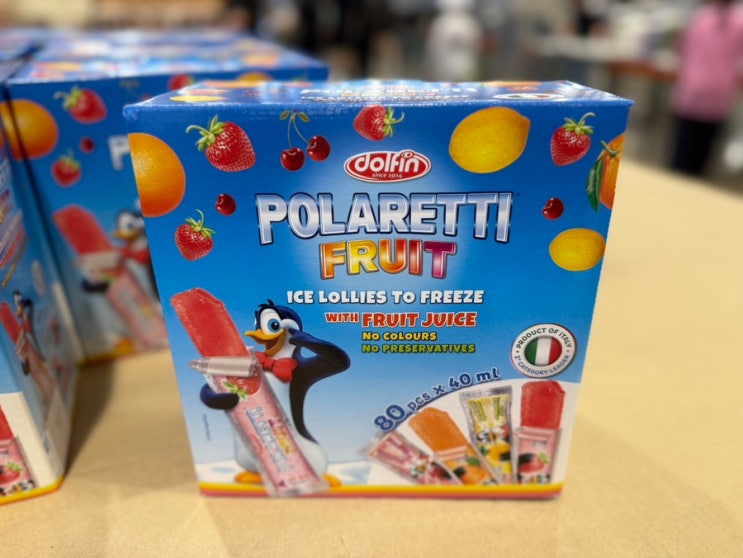 dolfin
SINCE 1914
POLARETTI
FRUIT
ICE LOLLIES TO FREEZE
WITH FRUIT JUICE
NO COLOURS
NO PRESERVATIVES
PRODUCT OF ITALY
CATEGORY LEADER
80 pcs x 40 ml